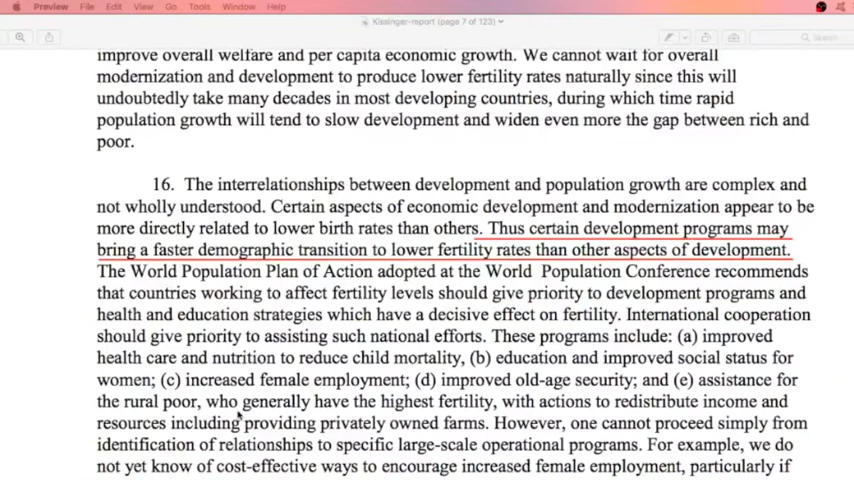 Preview File Edit View Go Tools Window Help
Kissinger-report (page 7 of 123)
Search
improve overall welfare and per capita economic growth. We cannot wait for overall
modernization and development to produce lower fertility rates naturally since this will
undoubtedly take many decades in most developing countries, during which time rapid
population growth will tend to slow development and widen even more the gap between rich and
poor.
16. The interrelationships between development and population growth are complex and
not wholly understood. Certain aspects of economic development and modernization appear to be
more directly related to lower birth rates than others. Thus certain development programs may
bring a faster demographic transition to lower fertility rates than other aspects of development.
The World Population Plan of Action adopted at the World Population Conference recommends
that countries working to affect fertility levels should give priority to development programs and
health and education strategies which have a decisive effect on fertility. International cooperation
should give priority to assisting such national efforts. These programs include: (a) improved
health care and nutrition to reduce child mortality, (b) education and improved social status for
women; (c) increased female employment; (d) improved old-age security; and (e) assistance for
the rural poor, who generally have the highest fertility, with actions to redistribute income and
resources including providing privately owned farms. However, one cannot proceed simply from
identification of relationships to specific large-scale operational programs. For example, we do
not yet know of cost-effective ways to encourage increased female employment, particularly if